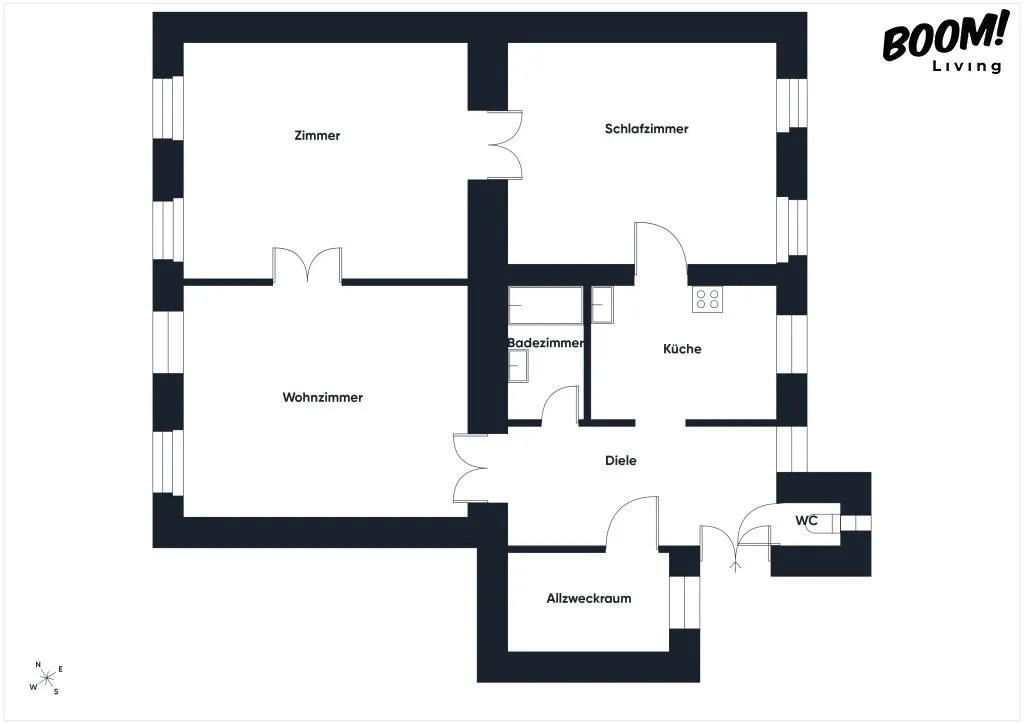 BOOM!
Living
Zimmer
Schlafzimmer
Badezimmer
Küche
Wohnzimmer
Diele
WC
Allzweckraum
N
E
W
S